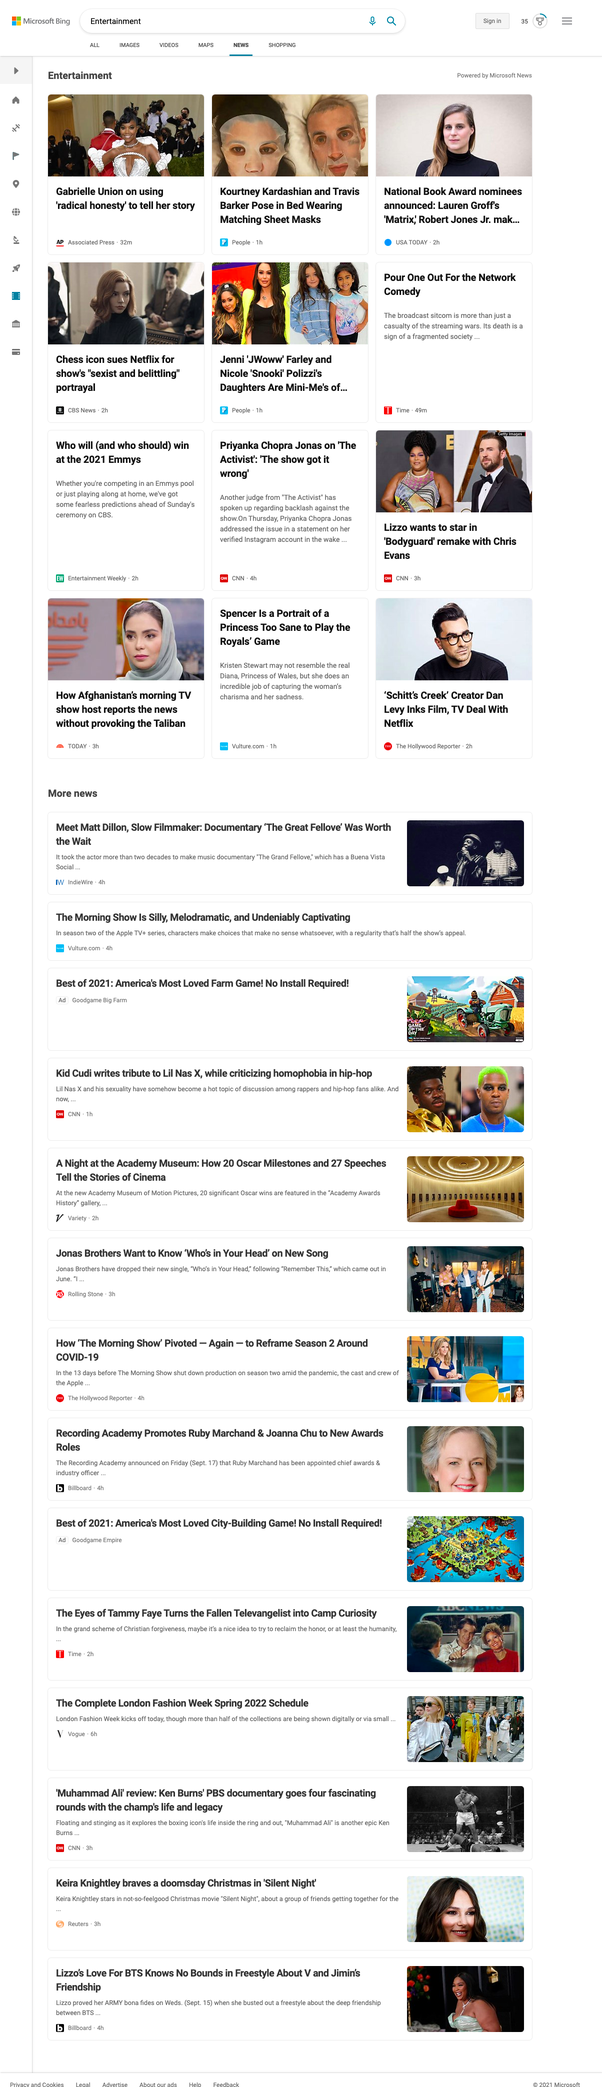 Microsoft Bing
Entertainment
Sign in
35
ALL IMAGES VIDEOS MAPS NEWS SHOPPING
Entertainment
Powered by Microsoft News
Gabrielle Union on using
'radical honesty' to tell her story
AP Associated Press · 32m
Kourtney Kardashian and Travis
Barker Pose in Bed Wearing
Matching Sheet Masks
People · 1h
National Book Award nominees
announced: Lauren Groff's
'Matrix,' Robert Jones Jr. mak...
USA TODAY · 2h
Chess icon sues Netflix for
show's "sexist and belittling"
portrayal
CBS News · 2h
Jenni 'JWoww' Farley and
Nicole 'Snooki' Polizzi's
Daughters Are Mini-Me's of...
People · 1h
Pour One Out For the Network
Comedy
The broadcast sitcom is more than just a
casualty of the streaming wars. Its death is a
sign of a fragmented society ...
Time · 49m
Who will (and who should) win
at the 2021 Emmys
Whether you're competing in an Emmys pool
or just playing along at home, we've got
some fearless predictions ahead of Sunday's
ceremony on CBS.
Entertainment Weekly · 2h
Priyanka Chopra Jonas on 'The
Activist': 'The show got it
wrong'
Another judge from "The Activist" has
spoken up regarding backlash against the
show.On Thursday, Priyanka Chopra Jonas
addressed the issue in a statement on her
verified Instagram account in the wake ...
CNN · 4h
Getty Images
Lizzo wants to star in
'Bodyguard' remake with Chris
Evans
CNN · 3h
How Afghanistan's morning TV
show host reports the news
without provoking the Taliban
TODAY · 3h
Spencer Is a Portrait of a
Princess Too Sane to Play the
Royals' Game
Kristen Stewart may not resemble the real
Diana, Princess of Wales, but she does an
incredible job of capturing the woman's
charisma and her sadness.
Vulture.com · 1h
'Schitt's Creek' Creator Dan
Levy Inks Film, TV Deal With
Netflix
The Hollywood Reporter · 2h
More news
Meet Matt Dillon, Slow Filmmaker: Documentary 'The Great Fellove' Was Worth
the Wait
It took the actor more than two decades to make music documentary "The Grand Fellove," which has a Buena Vista
Social ...
IndieWire · 4h
The Morning Show Is Silly, Melodramatic, and Undeniably Captivating
In season two of the Apple TV+ series, characters make choices that make no sense whatsoever, with a regularity that's half the show's appeal.
Vulture.com · 4h
Best of 2021: America's Most Loved Farm Game! No Install Required!
Ad Goodgame Big Farm
Kid Cudi writes tribute to Lil Nas X, while criticizing homophobia in hip-hop
Lil Nas X and his sexuality have somehow become a hot topic of discussion among rappers and hip-hop fans alike. And
now, ...
CNN · 1h
A Night at the Academy Museum: How 20 Oscar Milestones and 27 Speeches
Tell the Stories of Cinema
At the new Academy Museum of Motion Pictures, 20 significant Oscar wins are featured in the "Academy Awards
History" gallery, ...
Variety · 2h
Jonas Brothers Want to Know 'Who's in Your Head' on New Song
Jonas Brothers have dropped their new single, "Who's in Your Head," following "Remember This," which came out in
June. "I ...
Rolling Stone · 3h
How 'The Morning Show' Pivoted — Again — to Reframe Season 2 Around
COVID-19
In the 13 days before The Morning Show shut down production on season two amid the pandemic, the cast and crew of
the Apple ...
The Hollywood Reporter · 4h
Recording Academy Promotes Ruby Marchand & Joanna Chu to New Awards
Roles
The Recording Academy announced on Friday (Sept. 17) that Ruby Marchand has been appointed chief awards &
industry officer ...
Billboard · 4h
Best of 2021: America's Most Loved City-Building Game! No Install Required!
Ad Goodgame Empire
The Eyes of Tammy Faye Turns the Fallen Televangelist into Camp Curiosity
In the grand scheme of Christian forgiveness, maybe it's a nice idea to try to reclaim the honor, or at least the humanity,
...
Time · 2h
The Complete London Fashion Week Spring 2022 Schedule
London Fashion Week kicks off today, though more than half of the collections are being shown digitally or via small ...
Vogue · 6h
'Muhammad Ali' review: Ken Burns' PBS documentary goes four fascinating
rounds with the champ's life and legacy
Floating and stinging as it explores the boxing icon's life inside the ring and out, "Muhammad Ali" is another epic Ken
Burns ...
CNN · 3h
Keira Knightley braves a doomsday Christmas in 'Silent Night'
Keira Knightley stars in not-so-feelgood Christmas movie "Silent Night", about a group of friends getting together for the
...
Reuters · 3h
Lizzo's Love For BTS Knows No Bounds in Freestyle About V and Jimin's
Friendship
Lizzo proved her ARMY bona fides on Weds. (Sept. 15) when she busted out a freestyle about the deep friendship
between BTS ...
Billboard · 4h
Privacy and Cookies Legal Advertise About our ads Help Feedback
© 2021 Microsoft